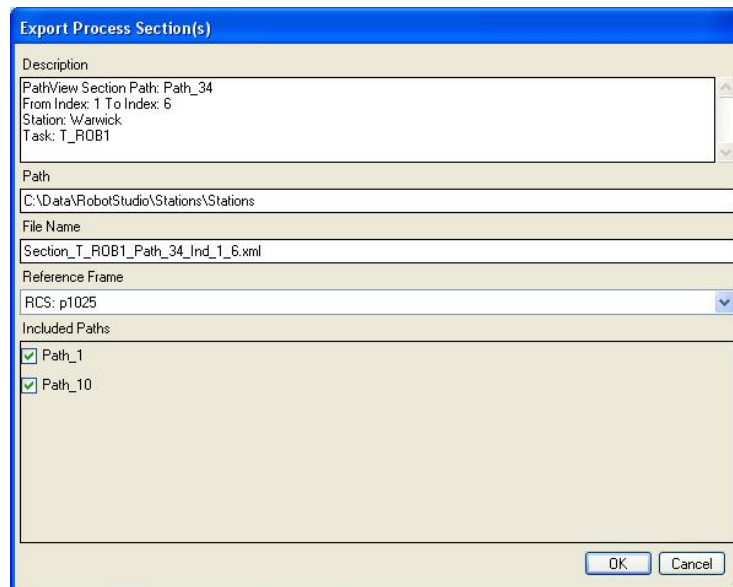 Export Process Section(s)
Description
PathView Section Path: Path_34
From Index: 1 To Index: 6
Station: Warwick
Task: T_ROB1
Path
C:\Data\RobotStudio\Stations\Stations
File Name
Section_T_ROB1_Path_34_Ind_1_6.xml
Reference Frame
RCS: p1025
Included Paths
Path_1
Path_10
OK Cancel